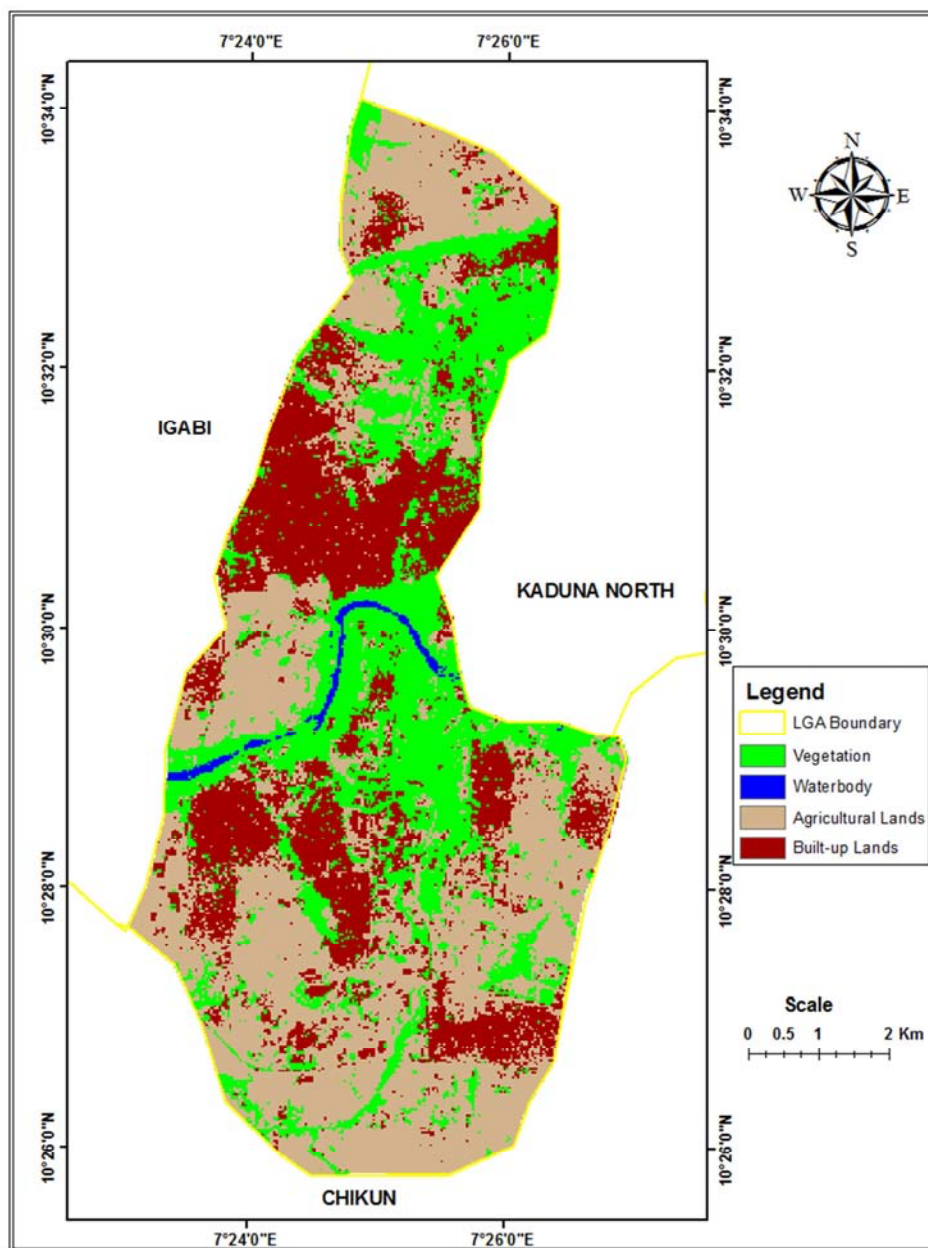 7°24'0"E 7°26'0"E
10°34'0"N 10°34'0"N
N
W E
S
10°32'0"N 10°32'0"N
IGABI
KADUNA NORTH
10°30'0"N 10°30'0"N
Legend
LGA Boundary
Vegetation
Waterbody
Agricultural Lands
Built-up Lands
10°28'0"N 10°28'0"N
Scale
0 0.5 1 2 Km
10°26'0"N 10°26'0"N
CHIKUN
7°24'0"E 7°26'0"E